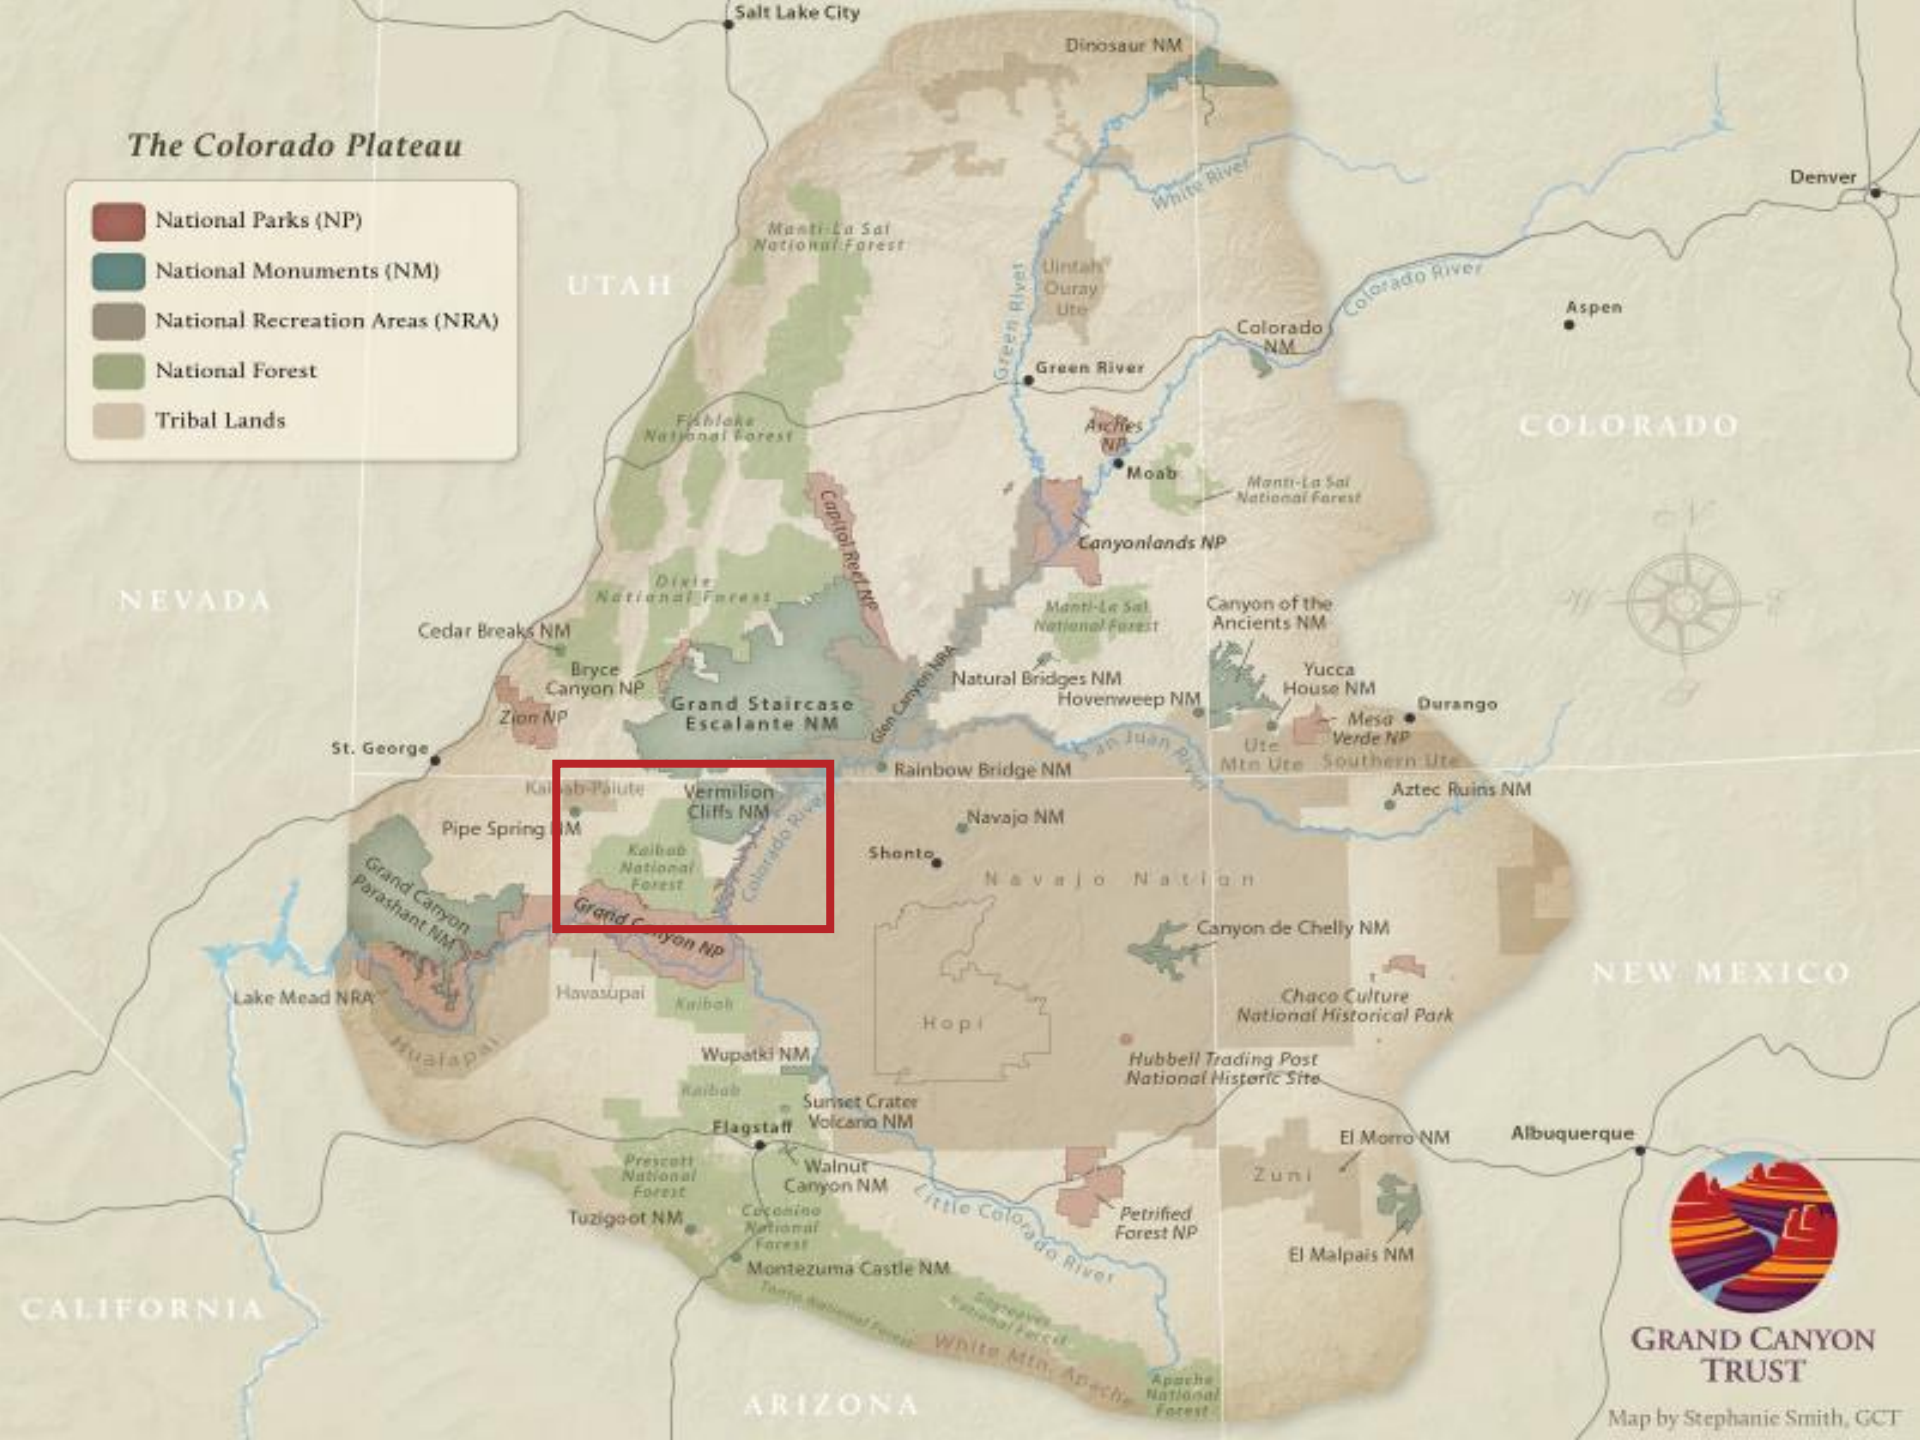 Salt Lake City
Dinosaur NM
The Colorado Plateau
National Parks (NP)
National Monuments (NM)
National Recreation Areas (NRA)
National Forest
Tribal Lands
White River
Denver
Manti-La Sal
National Forest
UTAH
Uintah
Ouray
Ute
Green River
Colorado River
Aspen
Colorado
NM
Green River
Fishlake
National Forest
Arches
NP
Moab
COLORADO
Manti-La Sal
National Forest
Capitol Reef NP
Canyonlands NP
N
W
E
S
NEVADA
Dixie
National Forest
Manti-La Sal
National Forest
Canyon of the
Ancients NM
Cedar Breaks NM
Bryce
Canyon NP
Glen Canyon NRA
Natural Bridges NM
Hovenweep NM
Yucca
House NM
Durango
Zion NP
Grand Staircase
Escalante NM
Mesa
Verde NP
St. George
San Juan River
Ute
Mtn Ute
Southern Ute
Rainbow Bridge NM
Kaibab-Paiute
Vermilion
Cliffs NM
Aztec Ruins NM
Pipe Spring NM
Colorado River
Navajo NM
Shonto
Kaibab
National
Forest
Navajo Nation
Grand Canyon
Parashant NM
Grand Canyon NP
Canyon de Chelly NM
NEW MEXICO
Lake Mead NRA
Havasupai
Kaibab
Chaco Culture
National Historical Park
Hopi
Hualapai
Wupatki NM
Hubbell Trading Post
National Historic Site
Kaibab
Sunset Crater
Volcano NM
Flagstaff
El Morro NM
Albuquerque
Prescott
National
Forest
Walnut
Canyon NM
Zuni
Tuzigoot NM
Coconino
National
Forest
Little Colorado River
Petrified
Forest NP
El Malpais NM
Montezuma Castle NM
CALIFORNIA
Tonto National Forest
Sitgreaves
National Forest
White Mtn. Apache
Apache
National
Forest
ARIZONA
GRAND CANYON
TRUST
Map by Stephanie Smith, GCT